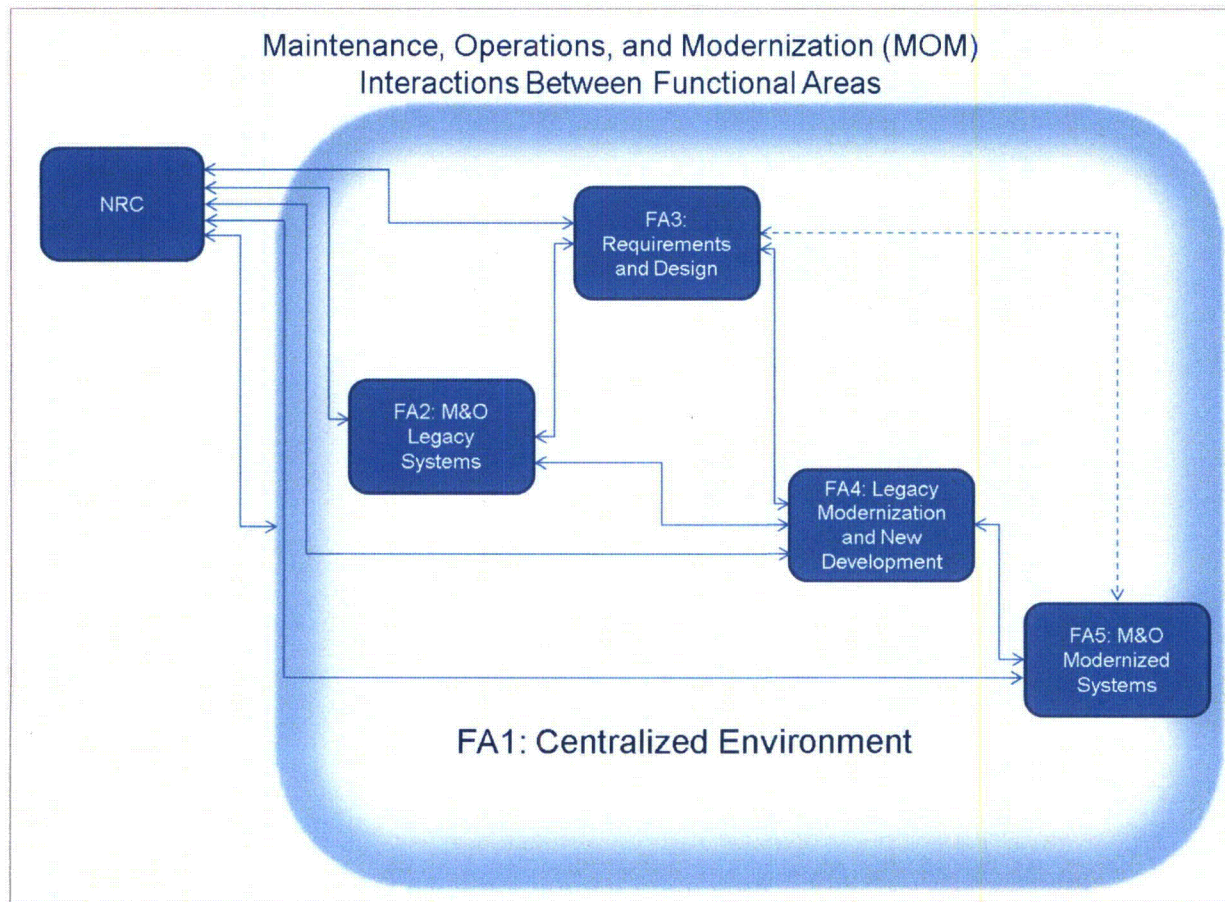 Maintenance, Operations, and Modernization (MOM)
Interactions Between Functional Areas
NRC
FA3:
Requirements
and Design
FA2: M&O
Legacy
Systems
FA4: Legacy
Modernization
and New
Development
FA5: M&O
Modernized
Systems
FA1: Centralized Environment